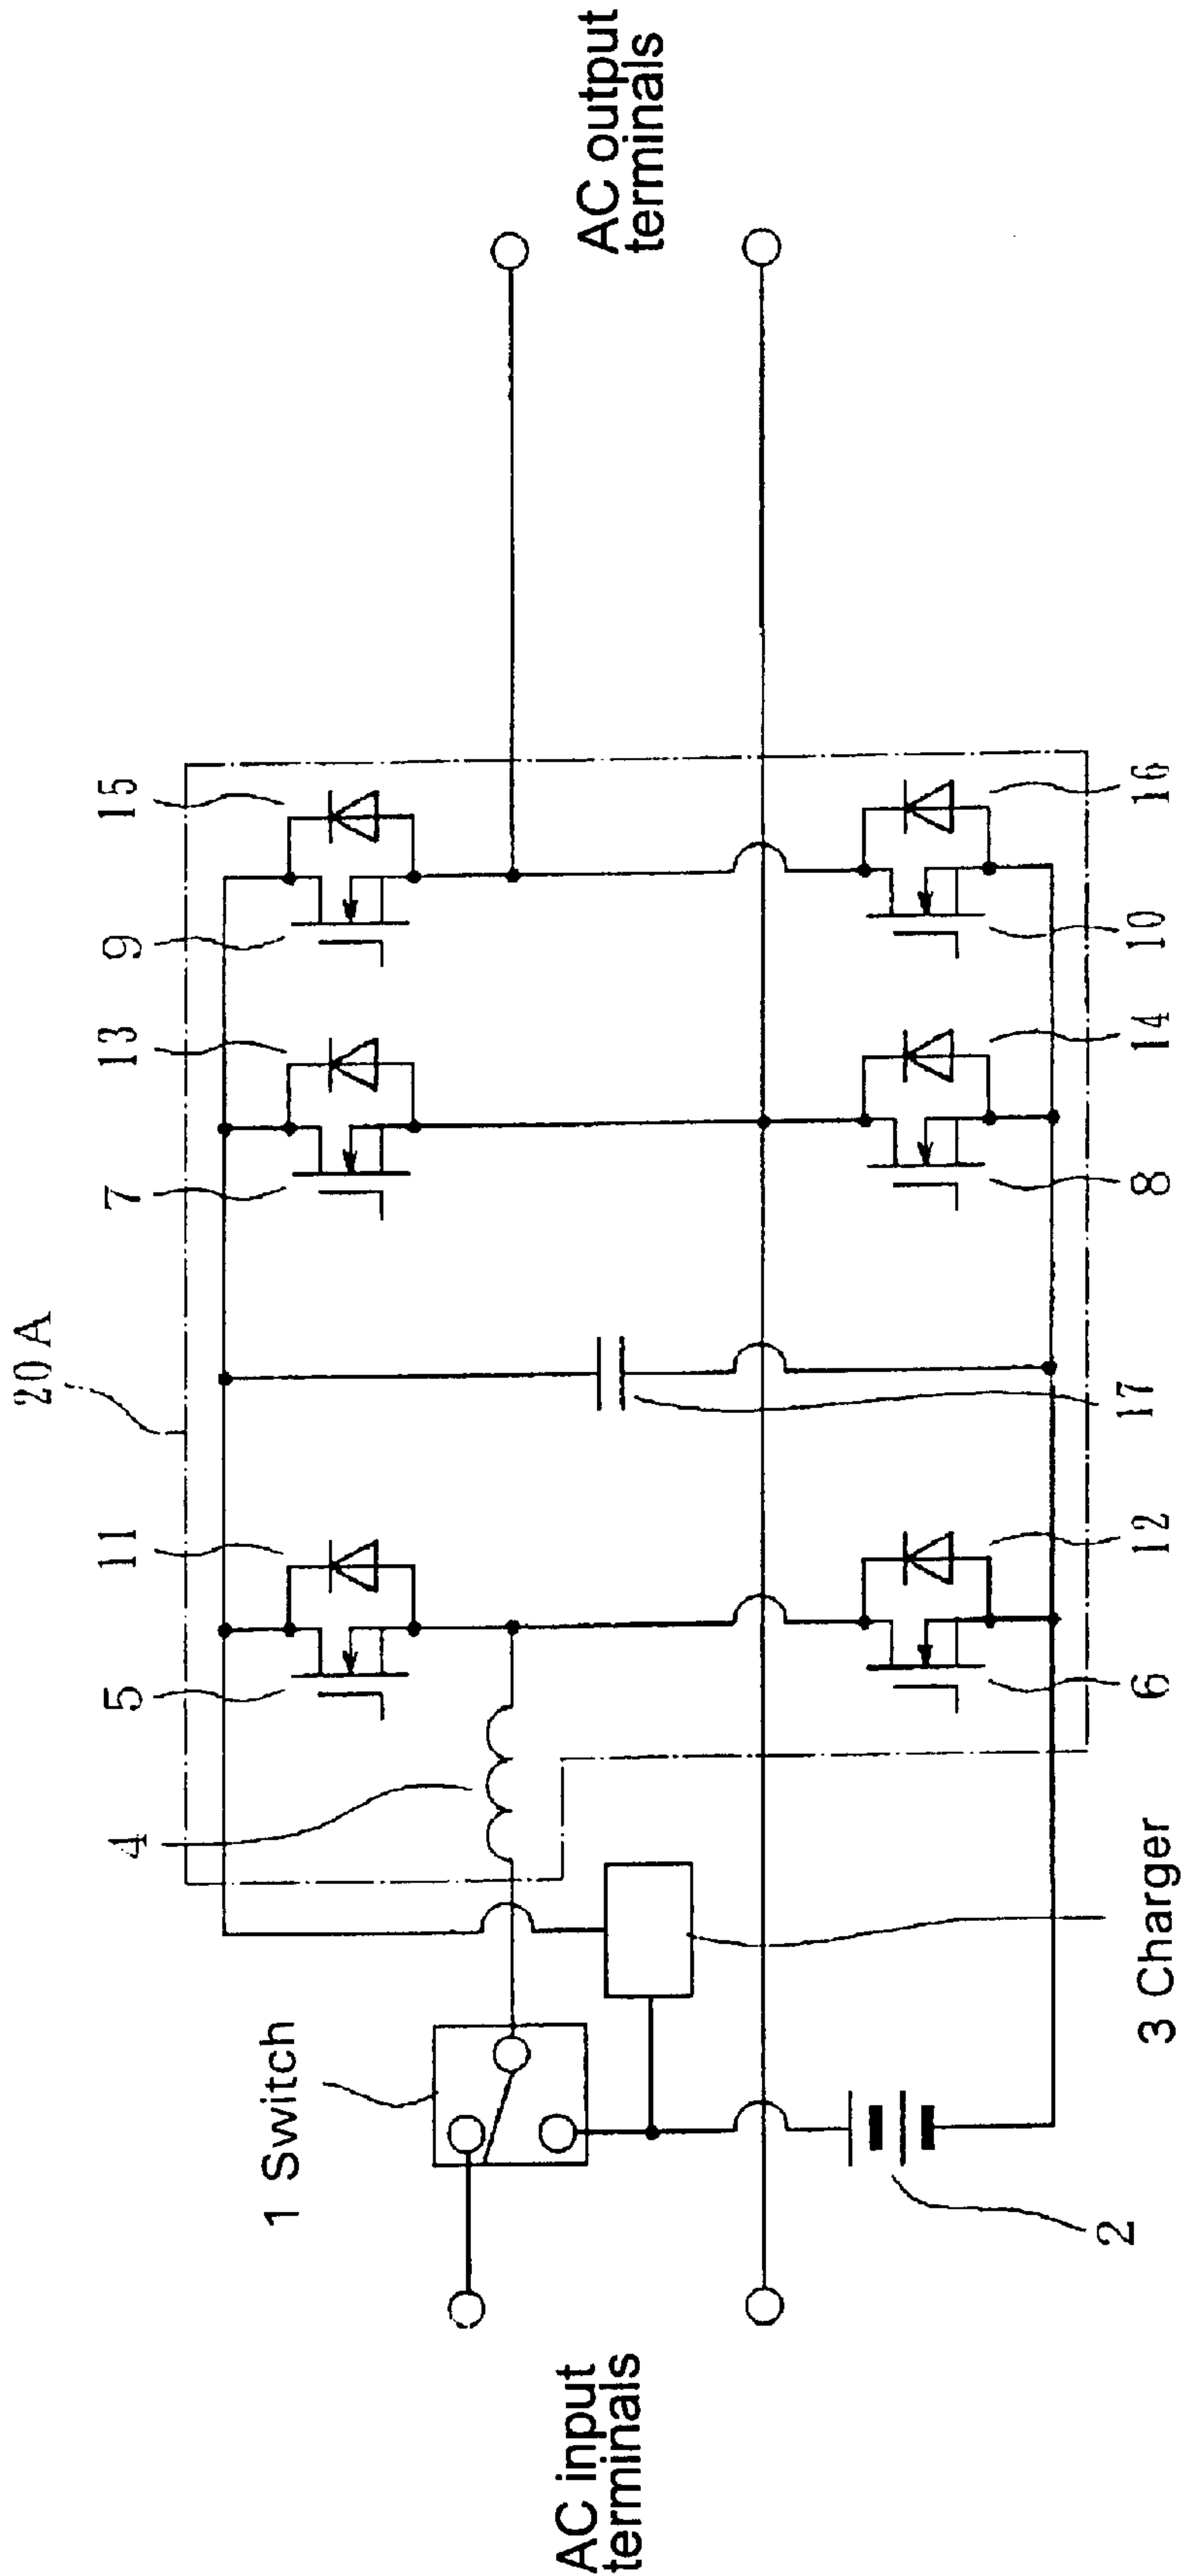 20 A
5
11
7
13
9
15
4
1 Switch
AC input
terminals
AC output
terminals
2
3 Charger
6
12
17
8
14
10
16